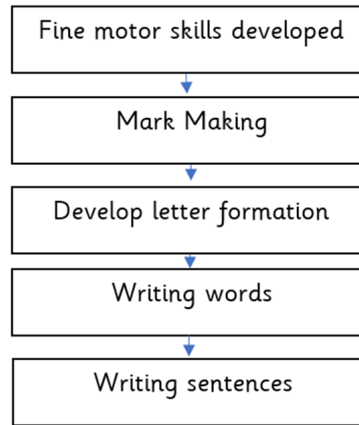 Fine motor skills developed
Mark Making
Develop letter formation
Writing words
Writing sentences